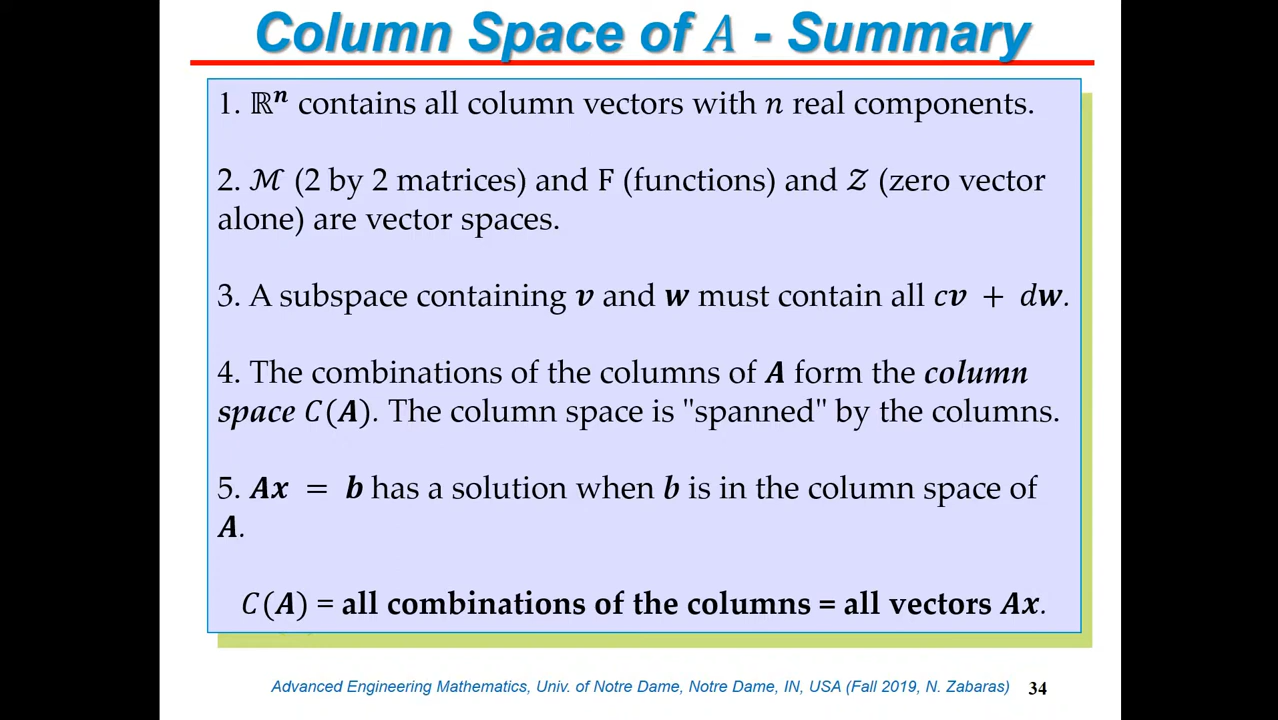 Column Space of A - Summary
1. ℝⁿ contains all column vectors with n real components.
2. ℳ (2 by 2 matrices) and F (functions) and 𝒵 (zero vector
alone) are vector spaces.
3. A subspace containing v and w must contain all cv + dw.
4. The combinations of the columns of A form the column
space C(A). The column space is "spanned" by the columns.
5. Ax = b has a solution when b is in the column space of
A.
C(A) = all combinations of the columns = all vectors Ax.
Advanced Engineering Mathematics, Univ. of Notre Dame, Notre Dame, IN, USA (Fall 2019, N. Zabaras) 34